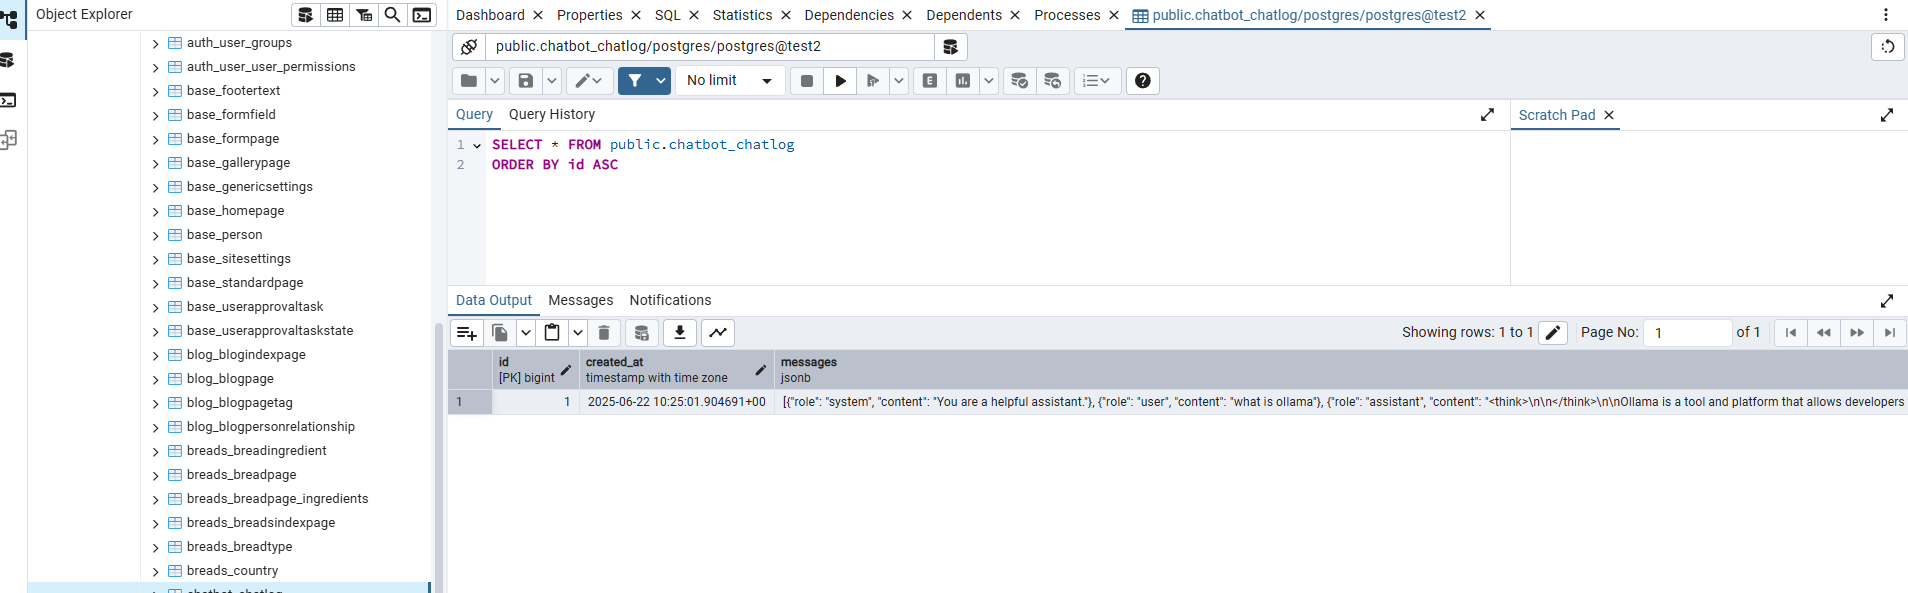 Object Explorer
auth_user_groups
auth_user_user_permissions
base_footertext
base_formfield
base_formpage
base_gallerypage
base_genericsettings
base_homepage
base_person
base_sitesettings
base_standardpage
base_userapprovaltask
base_userapprovaltaskstate
blog_blogindexpage
blog_blogpage
blog_blogpagetag
blog_blogpersonrelationship
breads_breadingredient
breads_breadpage
breads_breadpage_ingredients
breads_breadsindexpage
breads_breadtype
breads_country
chatbot_chatlog
Dashboard Properties SQL Statistics Dependencies Dependents Processes public.chatbot_chatlog/postgres/postgres@test2
public.chatbot_chatlog/postgres/postgres@test2
No limit
E
Query Query History
1 SELECT * FROM public.chatbot_chatlog
2 ORDER BY id ASC
Scratch Pad
Data Output Messages Notifications
Showing rows: 1 to 1 Page No: 1 of 1
id created_at messages
[PK] bigint timestamp with time zone jsonb
1 1 2025-06-22 10:25:01.904691+00 [{"role": "system", "content": "You are a helpful assistant."}, {"role": "user", "content": "what is ollama"}, {"role": "assistant", "content": "<think>\n\n</think>\n\nOllama is a tool and platform that allows developers